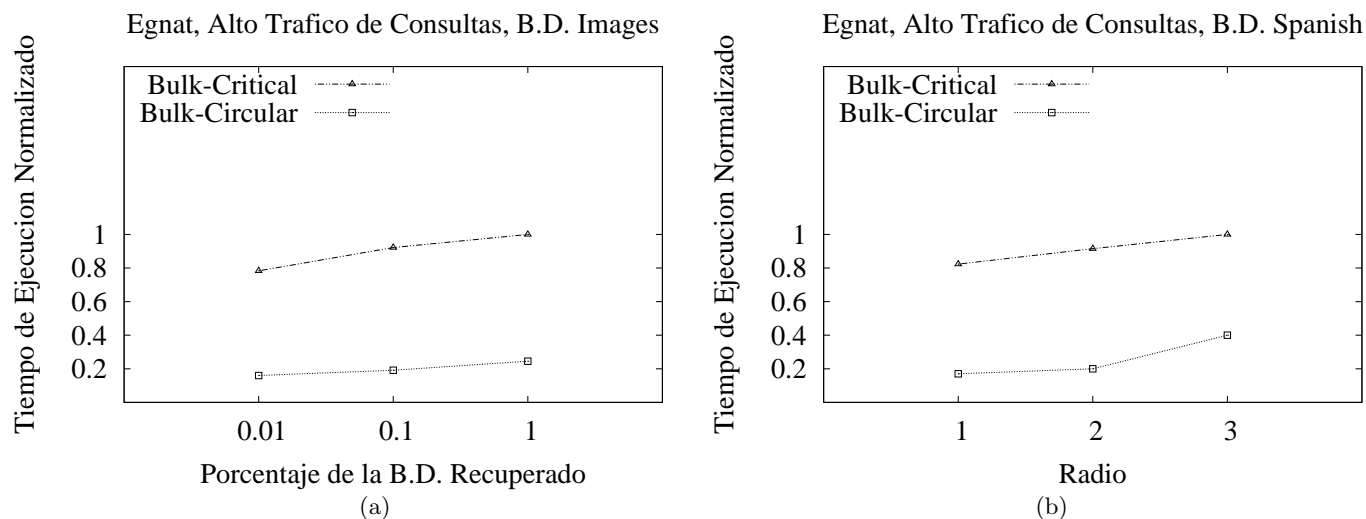 Egnat, Alto Trafico de Consultas, B.D. Images
Tiempo de Ejecucion Normalizado
Bulk-Critical
Bulk-Circular
1
0.8
0.6
0.4
0.2
0.01 0.1 1
Porcentaje de la B.D. Recuperado
(a)
Egnat, Alto Trafico de Consultas, B.D. Spanish
Tiempo de Ejecucion Normalizado
Bulk-Critical
Bulk-Circular
1
0.8
0.6
0.4
0.2
1 2 3
Radio
(b)